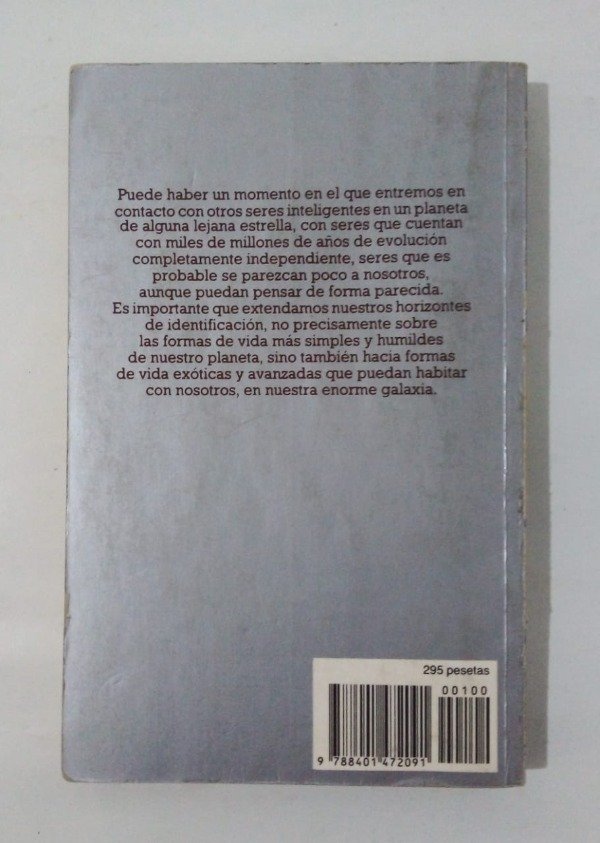 Puede haber un momento en el que entremos en
contacto con otros seres inteligentes en un planeta
de alguna lejana estrella, con seres que cuentan
con miles de millones de años de evolución
completamente independiente, seres que es
probable se parezcan poco a nosotros,
aunque puedan pensar de forma parecida.
Es importante que extendamos nuestros horizontes
de identificación, no precisamente sobre
las formas de vida más simples y humildes
de nuestro planeta, sino también hacia formas
de vida exóticas y avanzadas que puedan habitar
con nosotros, en nuestra enorme galaxia.
295 pesetas
00100
9 788401 472091